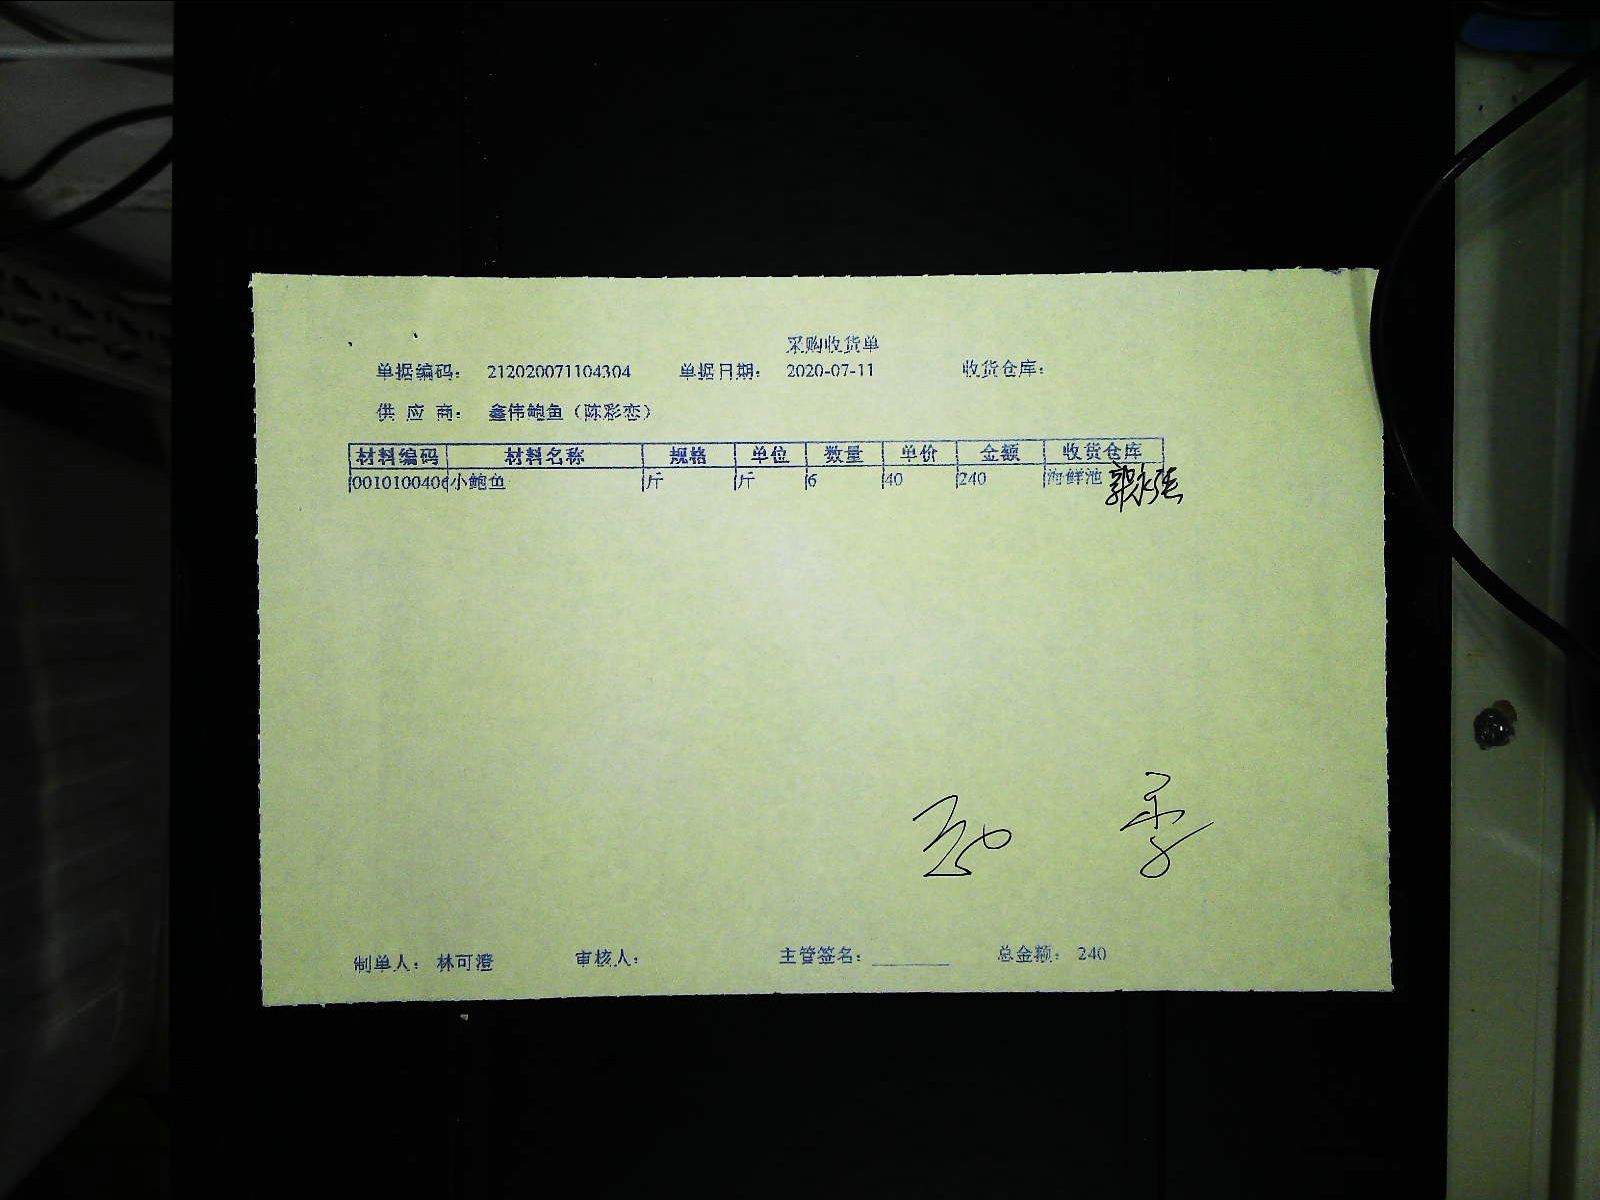 采购收货单
单据编码： 212020071104304 单据日期： 2020-07-11 收货仓库：
供 应 商： 鑫伟鲍鱼（陈彩恋）
材料编码 材料名称 规格 单位 数量 单价 金额 收货仓库
0010100406 小鲍鱼 斤 斤 6 40 240 海鲜池
制单人： 林可澄 审核人： 主管签名： 总金额： 240